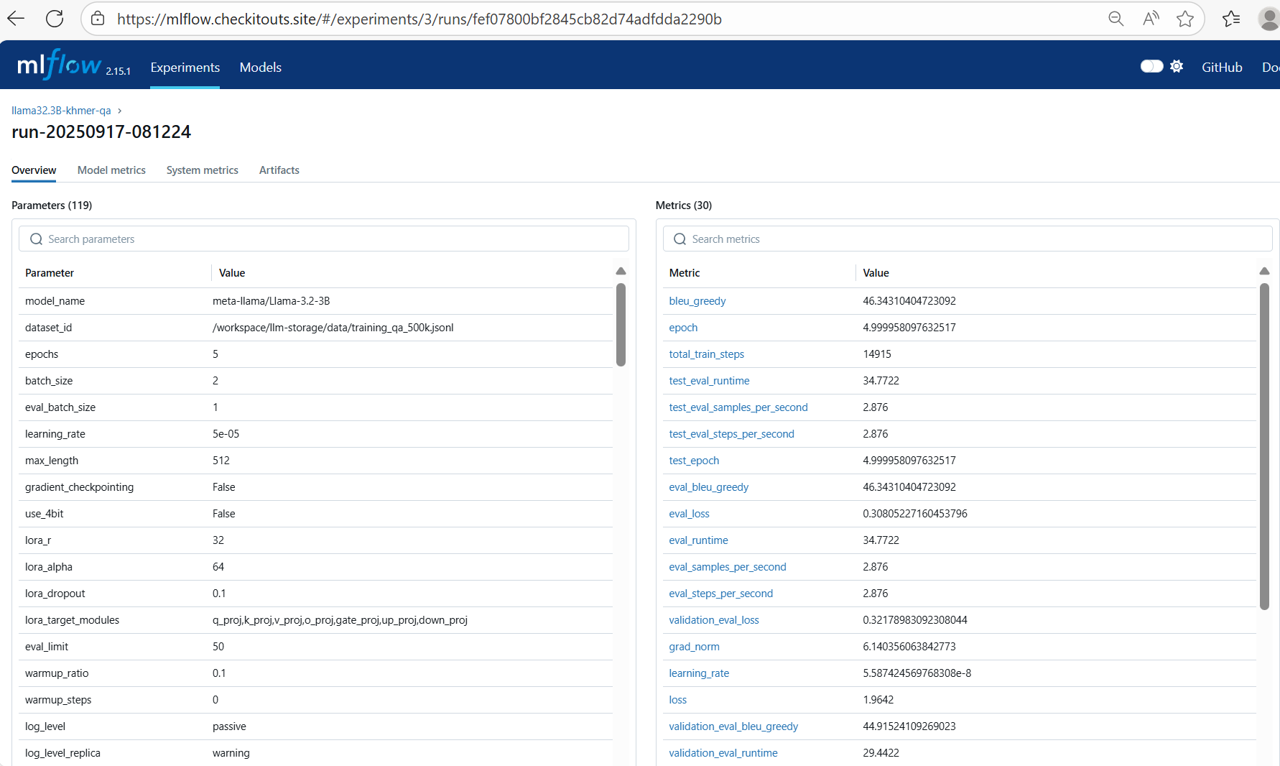 https://mlflow.checkitouts.site/#/experiments/3/runs/fef07800bf2845cb82d74adfdda2290b
mlflow 2.15.1 Experiments Models GitHub Doc
llama32.3B-khmer-qa
run-20250917-081224
Overview Model metrics System metrics Artifacts
Parameters (119)
Search parameters
Parameter Value
model_name meta-llama/Llama-3.2-3B
dataset_id /workspace/llm-storage/data/training_qa_500k.jsonl
epochs 5
batch_size 2
eval_batch_size 1
learning_rate 5e-05
max_length 512
gradient_checkpointing False
use_4bit False
lora_r 32
lora_alpha 64
lora_dropout 0.1
lora_target_modules q_proj,k_proj,v_proj,o_proj,gate_proj,up_proj,down_proj
eval_limit 50
warmup_ratio 0.1
warmup_steps 0
log_level passive
log_level_replica warning
Metrics (30)
Search metrics
Metric Value
bleu_greedy 46.34310404723092
epoch 4.999958097632517
total_train_steps 14915
test_eval_runtime 34.7722
test_eval_samples_per_second 2.876
test_eval_steps_per_second 2.876
test_epoch 4.999958097632517
eval_bleu_greedy 46.34310404723092
eval_loss 0.30805227160453796
eval_runtime 34.7722
eval_samples_per_second 2.876
eval_steps_per_second 2.876
validation_eval_loss 0.32178983092308044
grad_norm 6.140356063842773
learning_rate 5.587424569768308e-8
loss 1.9642
validation_eval_bleu_greedy 44.91524109269023
validation_eval_runtime 29.4422